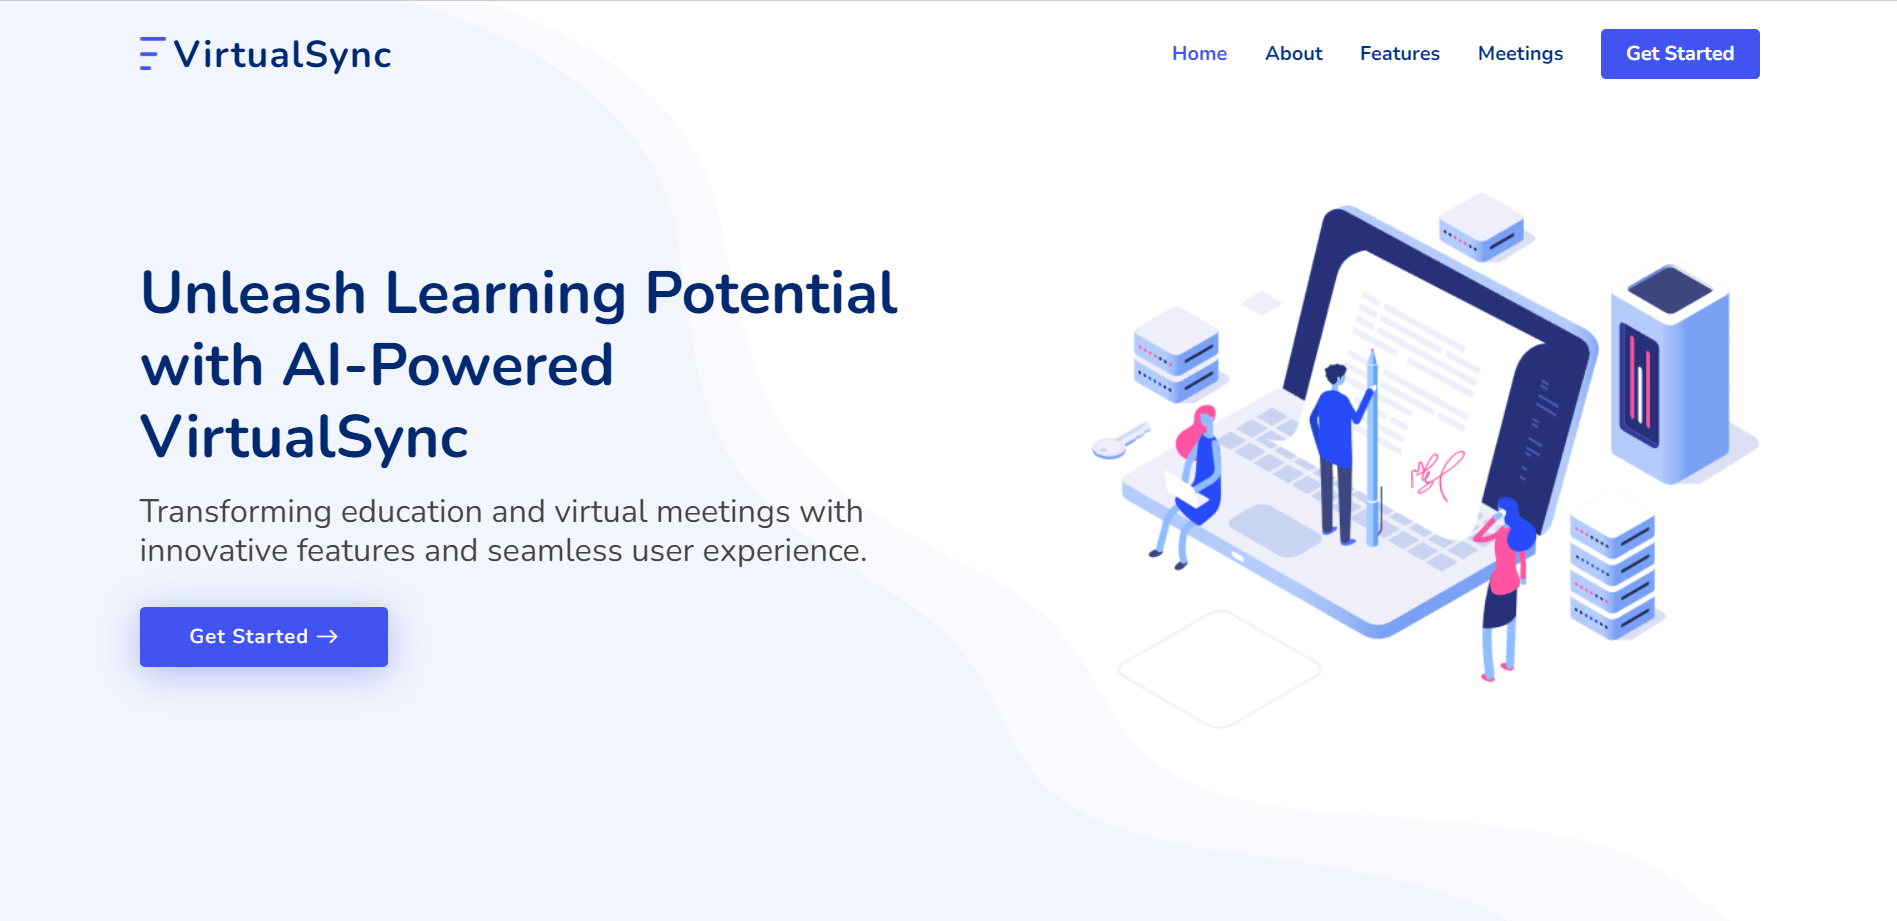 VirtualSync
Home About Features Meetings Get Started
Unleash Learning Potential
with AI-Powered
VirtualSync
Transforming education and virtual meetings with
innovative features and seamless user experience.
Get Started →